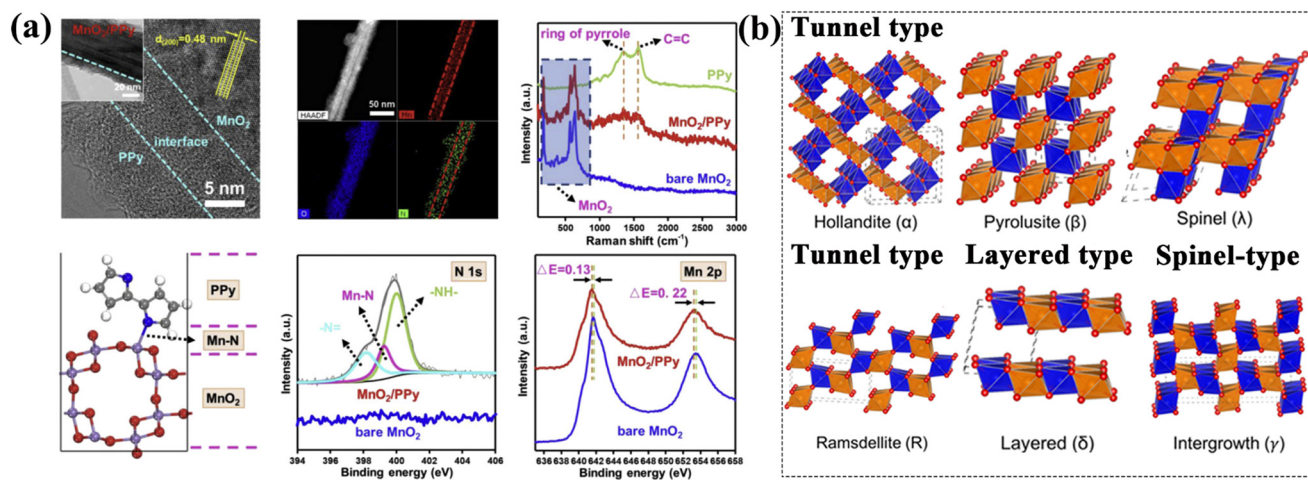 (a)
MnO2/PPy
20 nm
d(200)=0.48 nm
MnO2
interface
PPy
5 nm
HAADF
50 nm
Mn
O
N
ring of pyrrole
C=C
PPy
MnO2/PPy
bare MnO2
MnO2
Intensity (a.u.)
500 1000 1500 2000 2500 3000
Raman shift (cm-1)
PPy
Mn-N
MnO2
N 1s
Mn-N
-NH-
-N=
MnO2/PPy
bare MnO2
Intensity (a.u.)
394 396 398 400 402 404 406
Binding energy (eV)
△E=0.13
Mn 2p
△E=0. 22
MnO2/PPy
bare MnO2
Intensity (a.u.)
636 638 640 642 644 646 648 650 652 654 656 658
Binding energy (eV)
(b)
Tunnel type
Hollandite (α)
Pyrolusite (β)
Spinel (λ)
Tunnel type
Layered type
Spinel-type
Ramsdellite (R)
Layered (δ)
Intergrowth (γ)